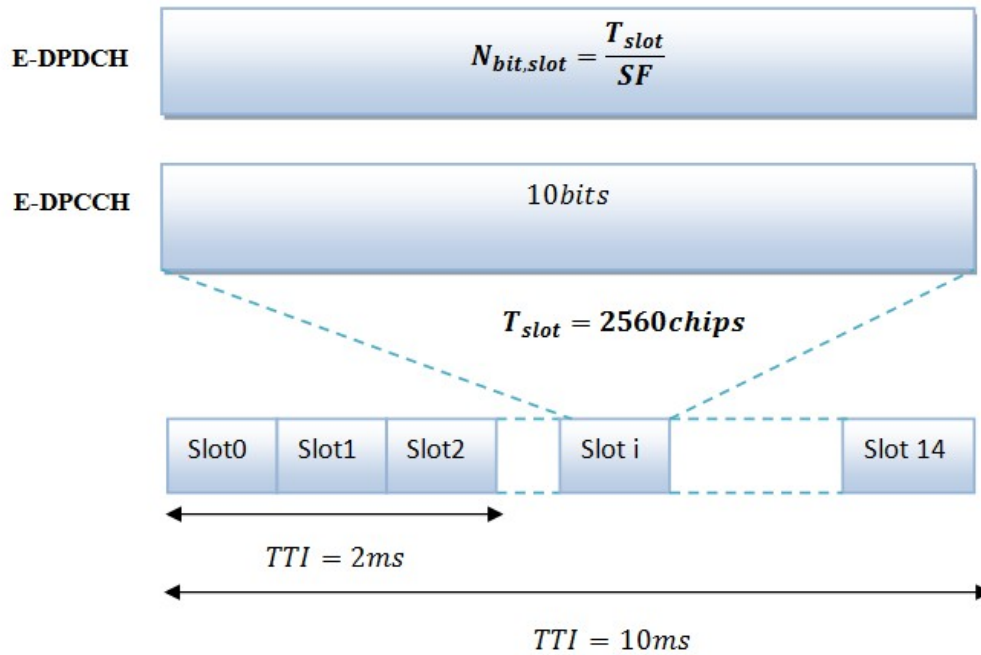 E-DPDCH
N_{bit,slot} = \frac{T_{slot}}{SF}
E-DPCCH
10bits
T_{slot} = 2560chips
Slot0 Slot1 Slot2 Slot i Slot 14
TTI = 2ms
TTI = 10ms